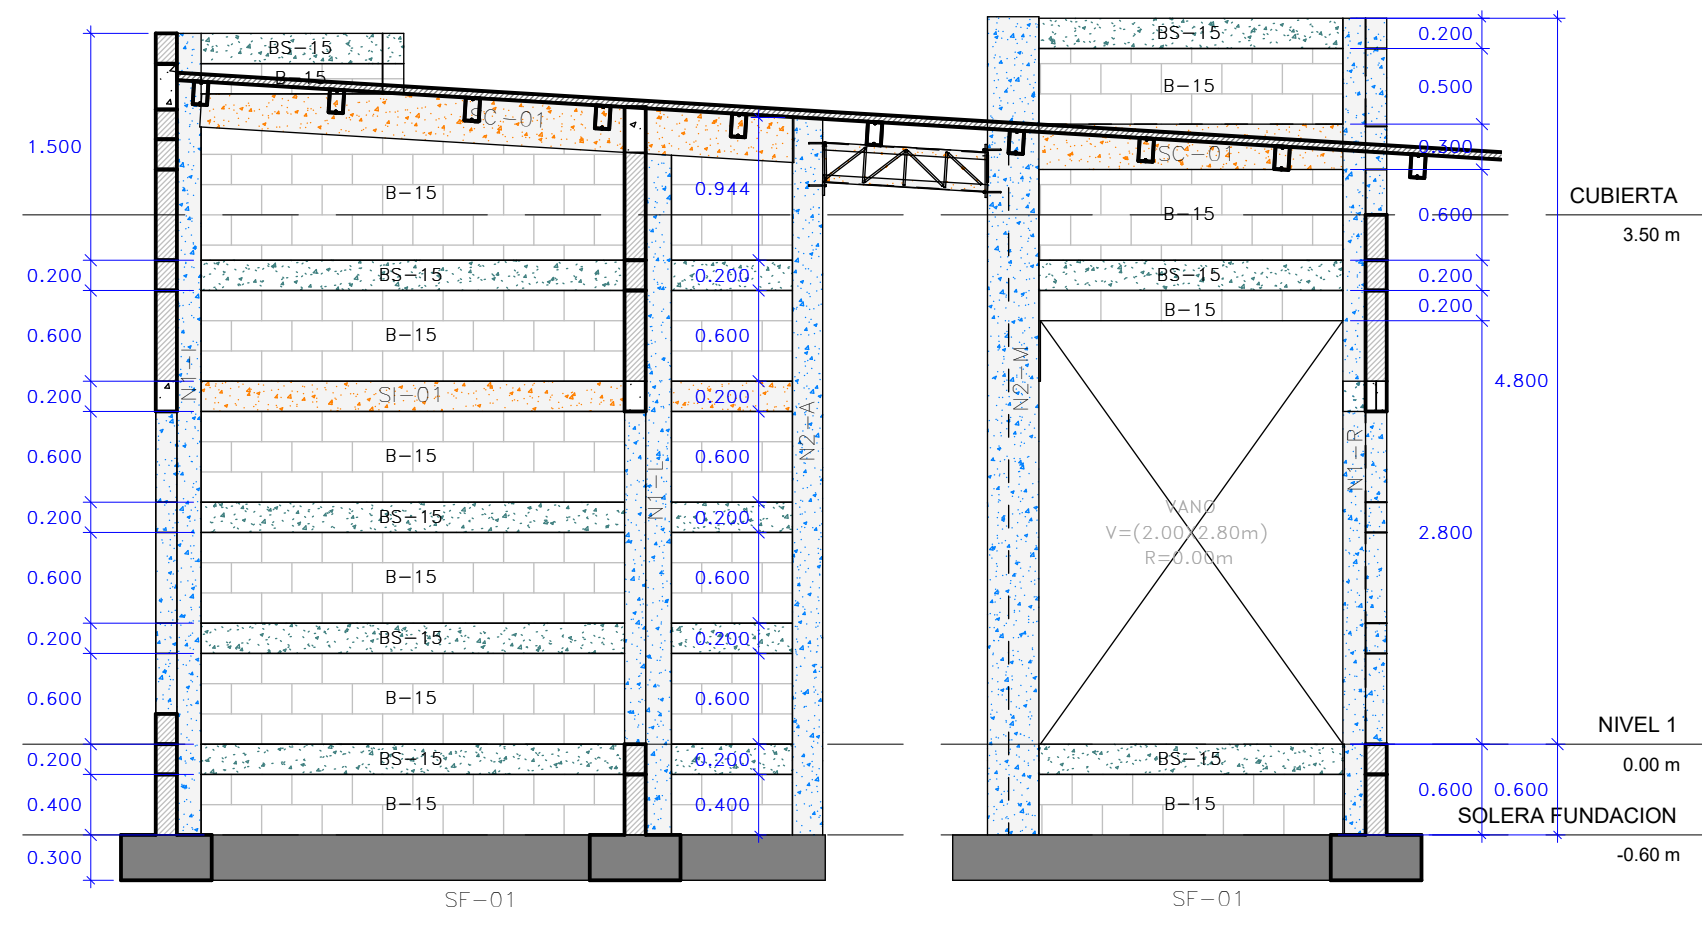 BS-15
B-15
SC-01
B-15
BS-15
B-15
SI-01
B-15
BS-15
B-15
BS-15
B-15
BS-15
B-15
SF-01
1.500
0.200
0.600
0.200
0.600
0.200
0.600
0.200
0.600
0.200
0.400
0.300
N1-I
N1-L
N2-A
0.944
0.200
0.600
0.200
0.600
0.200
0.600
0.200
0.600
0.200
0.400
BS-15
B-15
SC-01
B-15
BS-15
B-15
N2-M
N1-R
VANO
V=(2.00x2.80m)
R=0.00m
BS-15
B-15
SF-01
0.200
0.500
0.300
0.600
0.200
0.200
2.800
0.600
4.800
0.600
CUBIERTA
3.50 m
NIVEL 1
0.00 m
SOLERA FUNDACION
-0.60 m